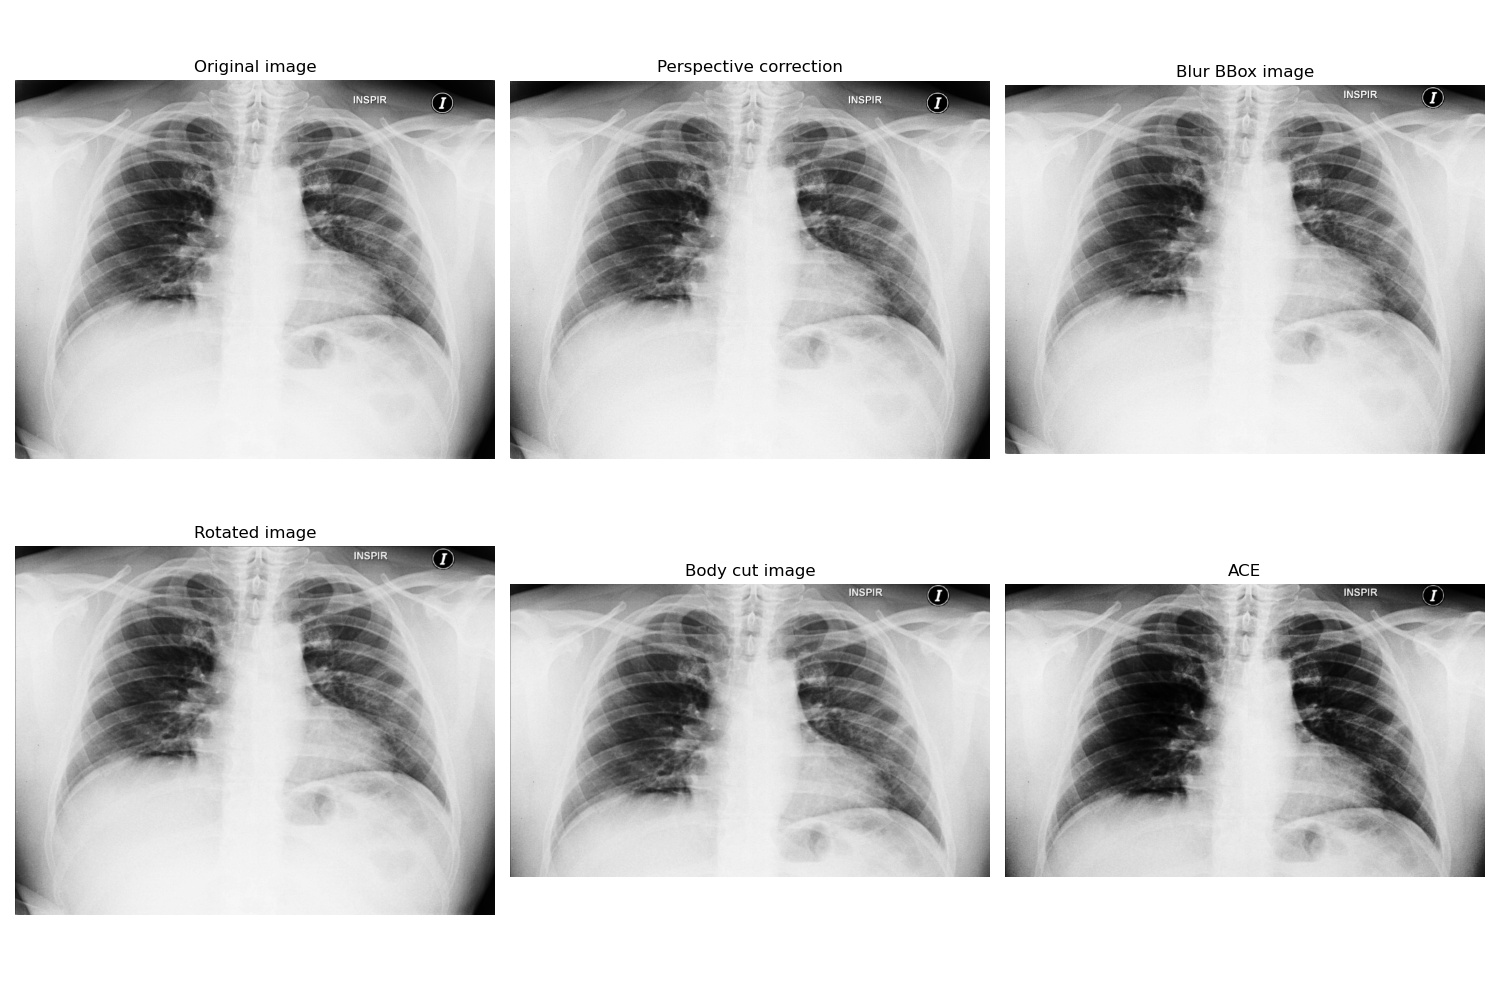 Original image
INSPIR
I
Perspective correction
INSPIR
I
Blur BBox image
INSPIR
I
Rotated image
INSPIR
I
Body cut image
INSPIR
I
ACE
INSPIR
I